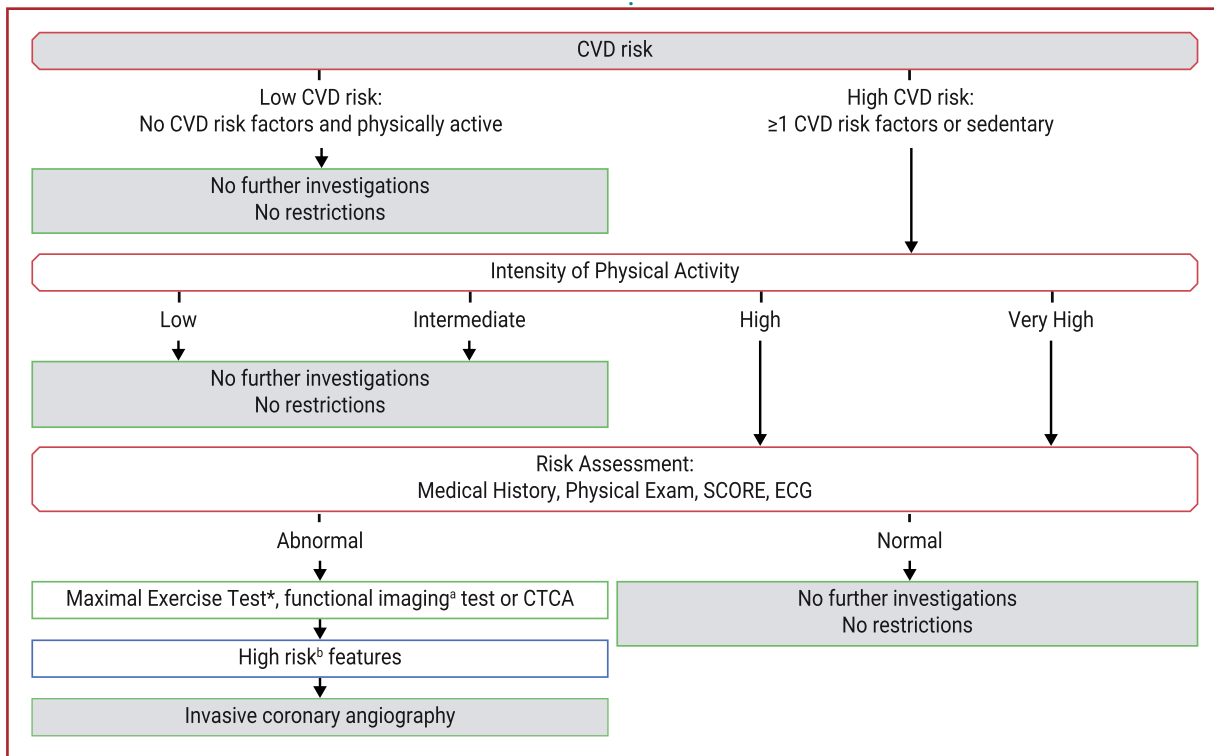 CVD risk
Low CVD risk:
No CVD risk factors and physically active
High CVD risk:
≥1 CVD risk factors or sedentary
No further investigations
No restrictions
Intensity of Physical Activity
Low
Intermediate
High
Very High
No further investigations
No restrictions
Risk Assessment:
Medical History, Physical Exam, SCORE, ECG
Abnormal
Normal
Maximal Exercise Test*, functional imagingᵃ test or CTCA
No further investigations
No restrictions
High riskᵇ features
Invasive coronary angiography